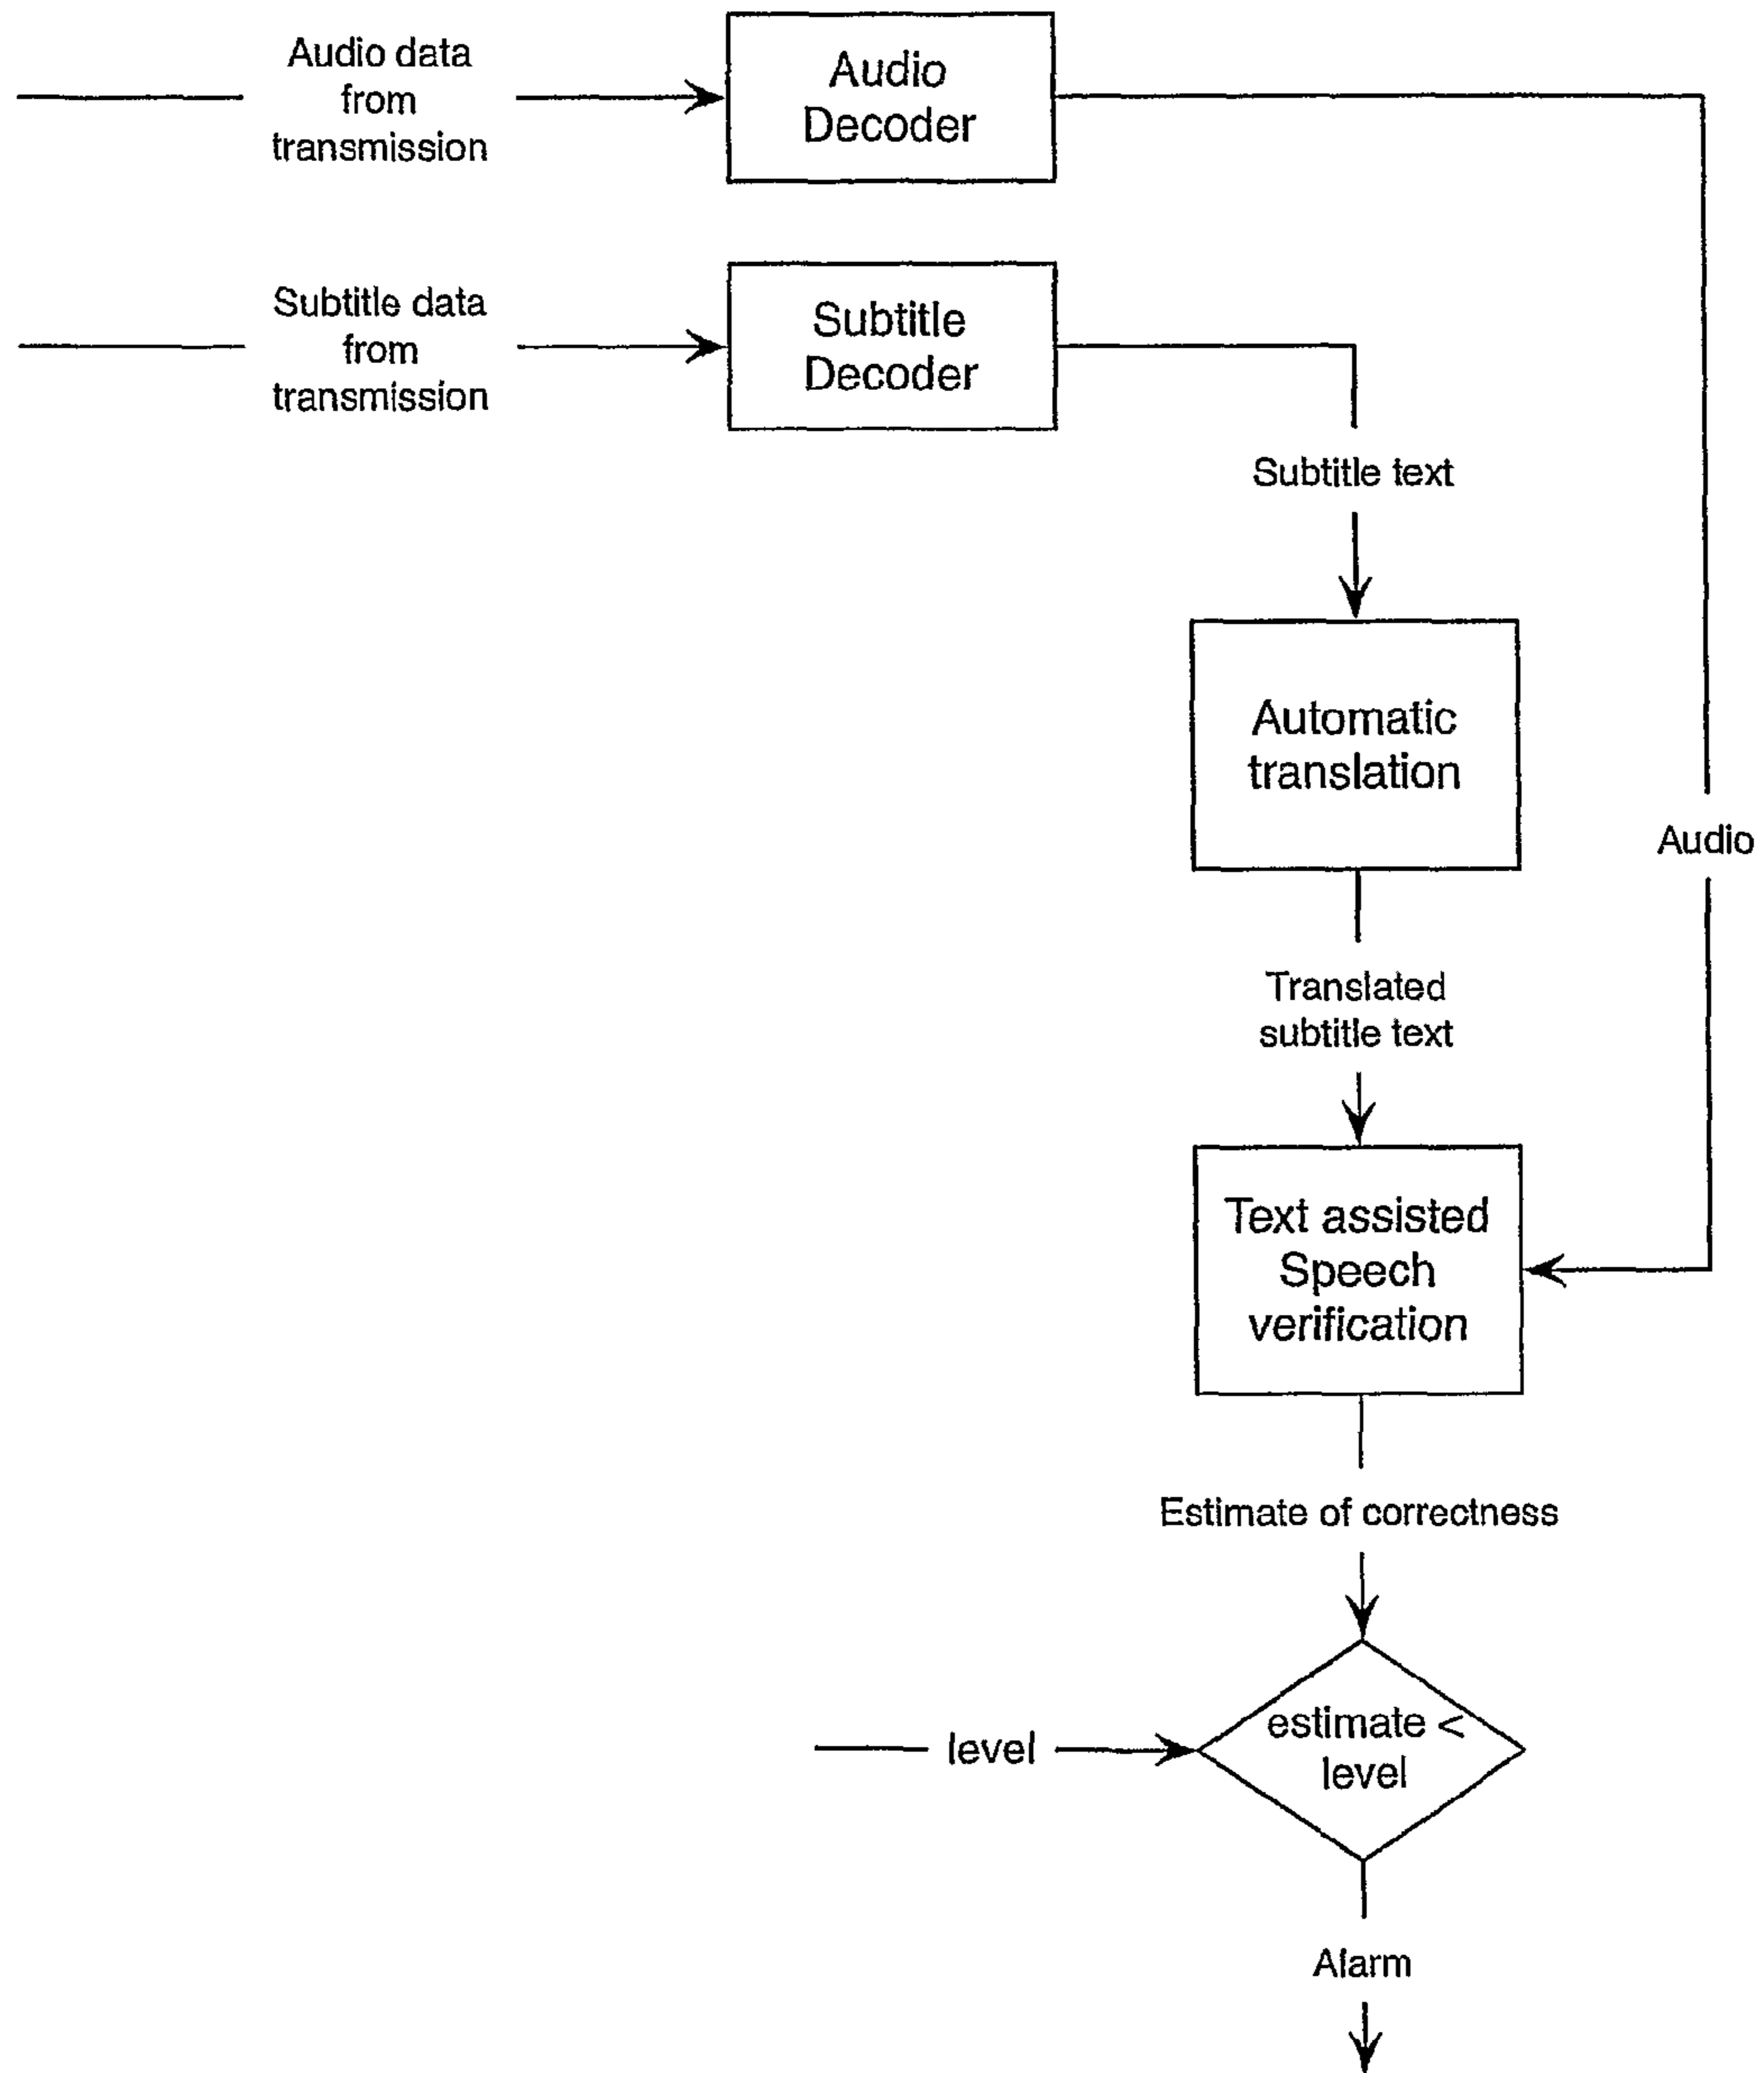 Audio data
from
transmission
Audio
Decoder
Subtitle data
from
transmission
Subtitle
Decoder
Subtitle text
Automatic
translation
Audio
Translated
subtitle text
Text assisted
Speech
verification
Estimate of correctness
level
estimate <
level
Alarm